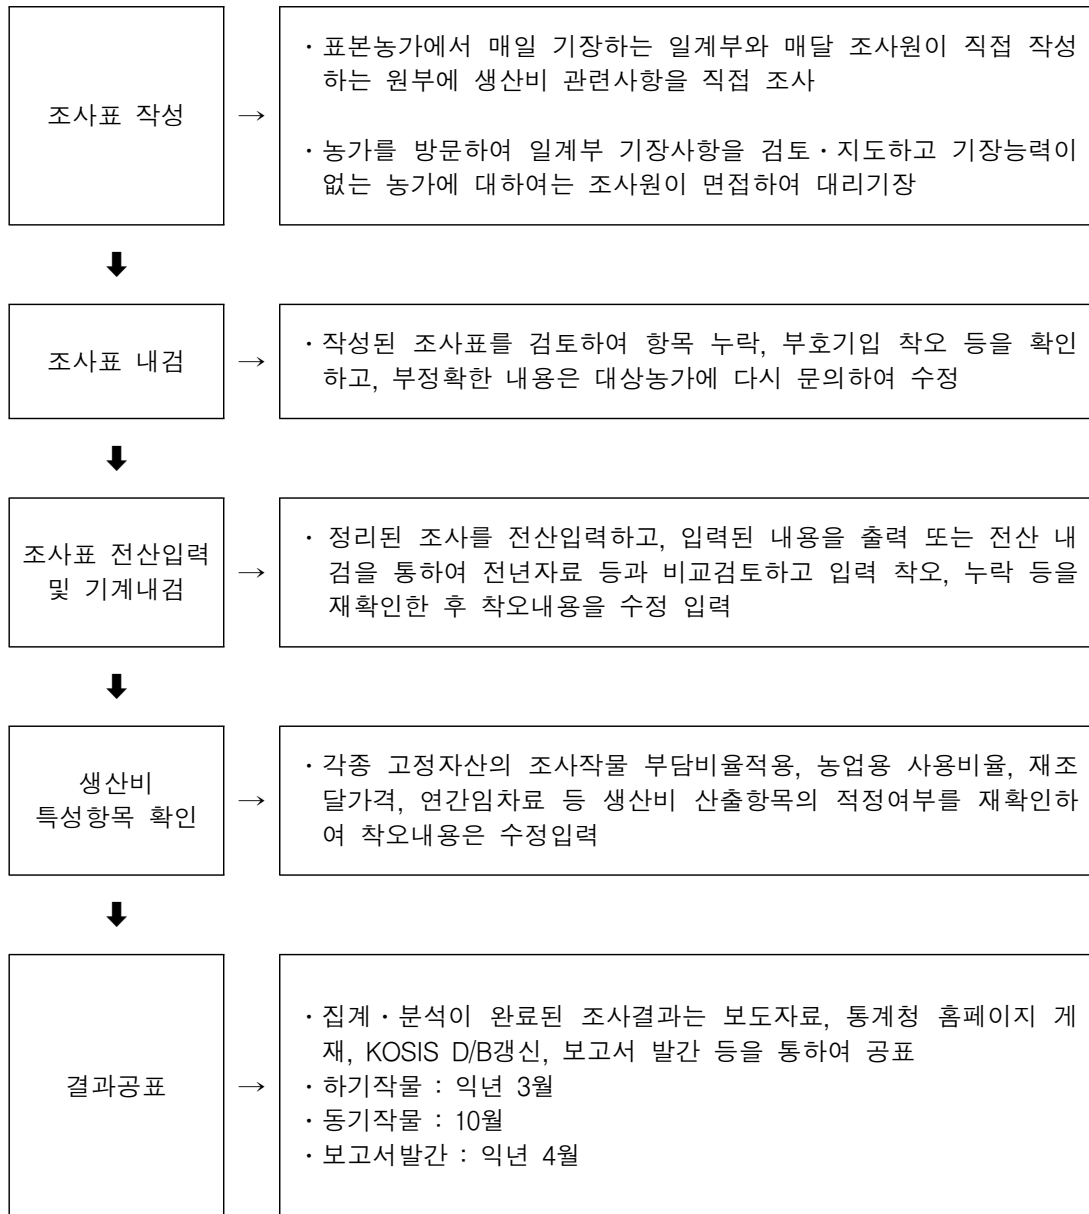 조사표 작성
→
· 표본농가에서 매일 기장하는 일계부와 매달 조사원이 직접 작성
하는 원부에 생산비 관련사항을 직접 조사
· 농가를 방문하여 일계부 기장사항을 검토·지도하고 기장능력이
없는 농가에 대하여는 조사원이 면접하여 대리기장
⬇
조사표 내검
→
· 작성된 조사표를 검토하여 항목 누락, 부호기입 착오 등을 확인
하고, 부정확한 내용은 대상농가에 다시 문의하여 수정
⬇
조사표 전산입력
및 기계내검
→
· 정리된 조사를 전산입력하고, 입력된 내용을 출력 또는 전산 내
검을 통하여 전년자료 등과 비교검토하고 입력 착오, 누락 등을
재확인한 후 착오내용을 수정 입력
⬇
생산비
특성항목 확인
→
· 각종 고정자산의 조사작물 부담비율적용, 농업용 사용비율, 재조
달가격, 연간임차료 등 생산비 산출항목의 적정여부를 재확인하
여 착오내용은 수정입력
⬇
결과공표
→
· 집계·분석이 완료된 조사결과는 보도자료, 통계청 홈페이지 게
재, KOSIS D/B갱신, 보고서 발간 등을 통하여 공표
· 하기작물 : 익년 3월
· 동기작물 : 10월
· 보고서발간 : 익년 4월